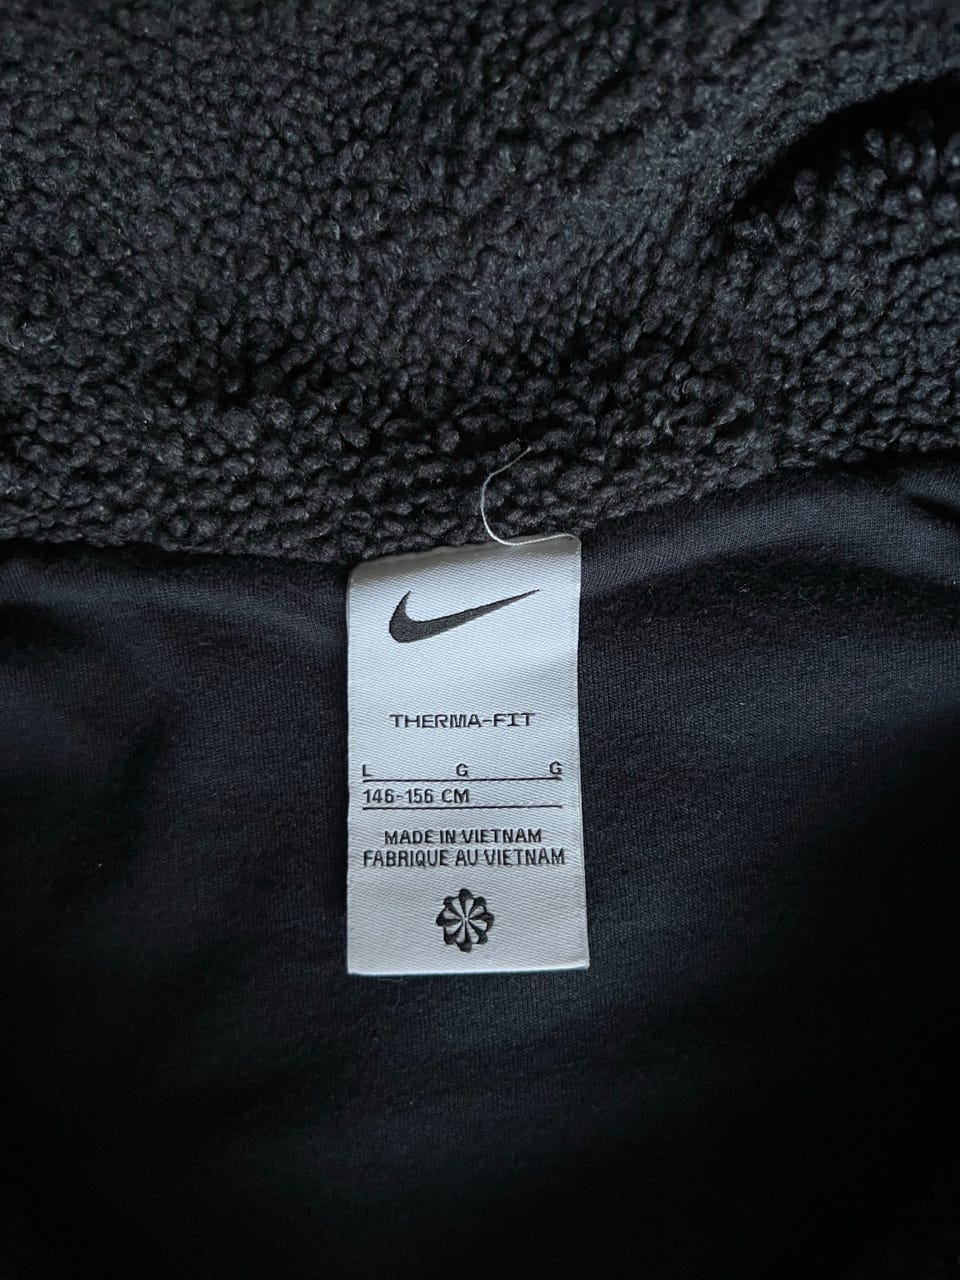 THERMA-FIT
L G G
146-156 CM
MADE IN VIETNAM
FABRIQUE AU VIETNAM